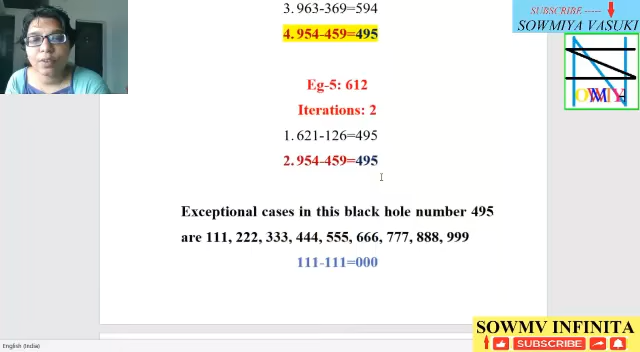 3. 963-369=594
SUBSCRIBE ------
SOWMIYA VASUKI
4. 954-459=495
Eg-5: 612
Iterations: 2
1. 621-126=495
2. 954-459=495
Exceptional cases in this black hole number 495
are 111, 222, 333, 444, 555, 666, 777, 888, 999
111-111=000
SOWMV INFINITA
SUBSCRIBE
English (India)